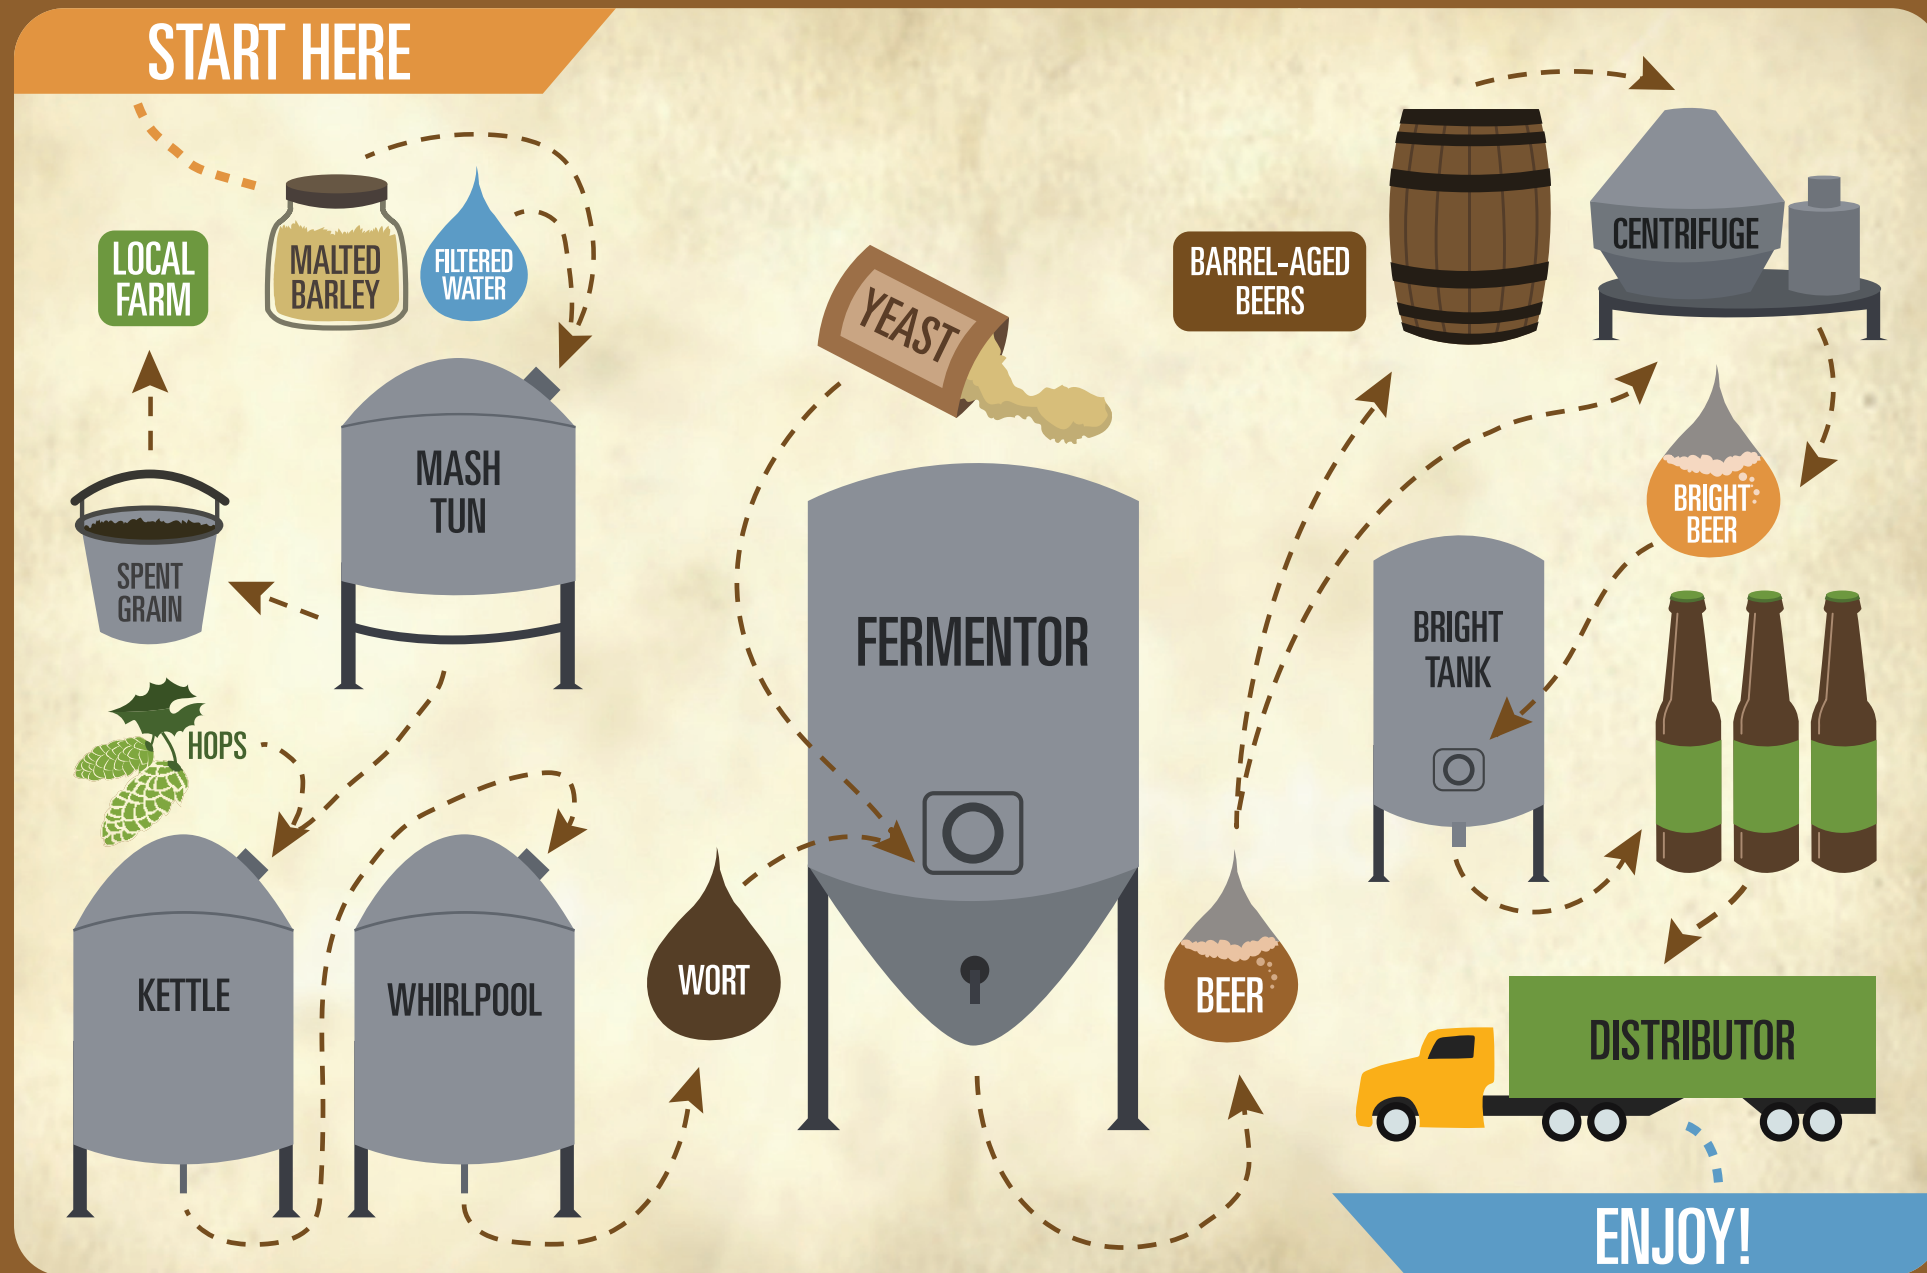 START HERE
LOCAL
FARM
MALTED
BARLEY
FILTERED
WATER
MASH
TUN
SPENT
GRAIN
HOPS
KETTLE
WHIRLPOOL
WORT
YEAST
FERMENTOR
BEER
BARREL-AGED
BEERS
CENTRIFUGE
BRIGHT
BEER
BRIGHT
TANK
DISTRIBUTOR
ENJOY!